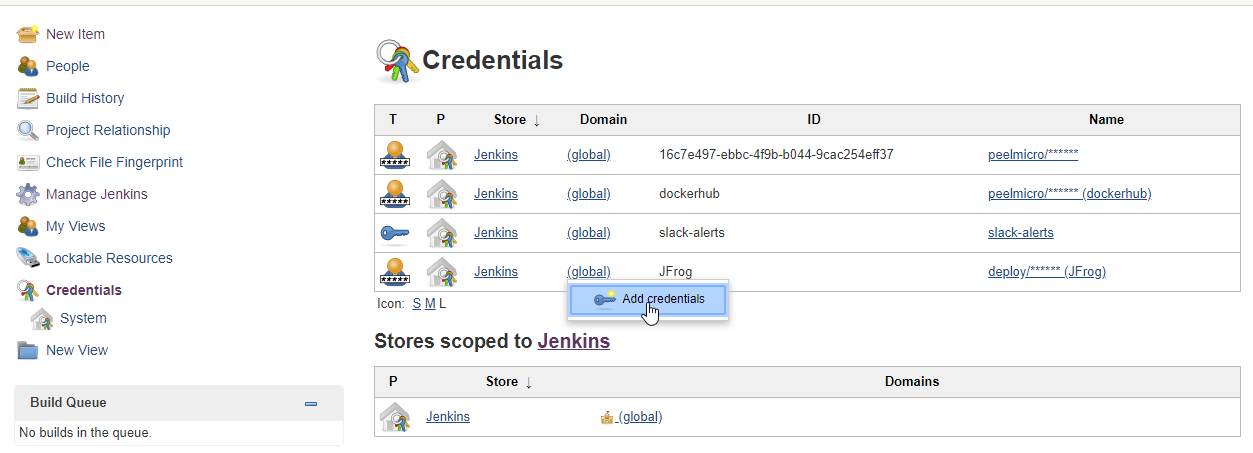 New Item
People
Build History
Project Relationship
Check File Fingerprint
Manage Jenkins
My Views
Lockable Resources
Credentials
System
New View
Build Queue
No builds in the queue.
Credentials
T P Store ↓ Domain ID Name
Jenkins (global) 16c7e497-ebbc-4f9b-b044-9cac254eff37 peelmicro/******
Jenkins (global) dockerhub peelmicro/****** (dockerhub)
Jenkins (global) slack-alerts slack-alerts
Jenkins (global) JFrog deploy/****** (JFrog)
Add credentials
Icon: S M L
Stores scoped to Jenkins
P Store ↓ Domains
Jenkins (global)